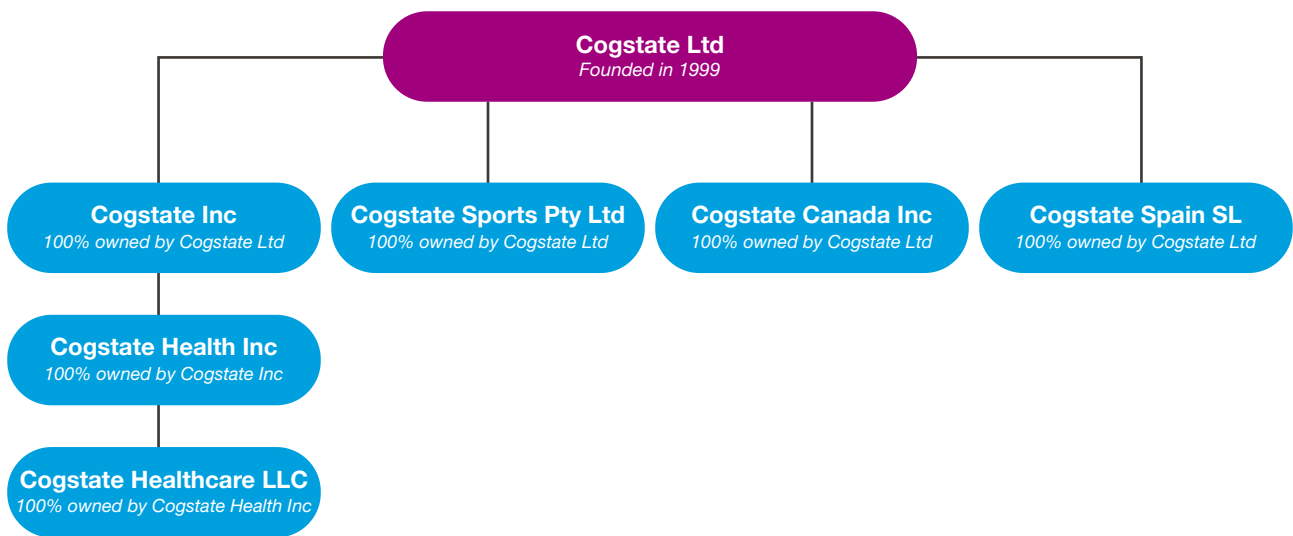 Cogstate Ltd
Founded in 1999
Cogstate Inc
100% owned by Cogstate Ltd
Cogstate Sports Pty Ltd
100% owned by Cogstate Ltd
Cogstate Canada Inc
100% owned by Cogstate Ltd
Cogstate Spain SL
100% owned by Cogstate Ltd
Cogstate Health Inc
100% owned by Cogstate Inc
Cogstate Healthcare LLC
100% owned by Cogstate Health Inc